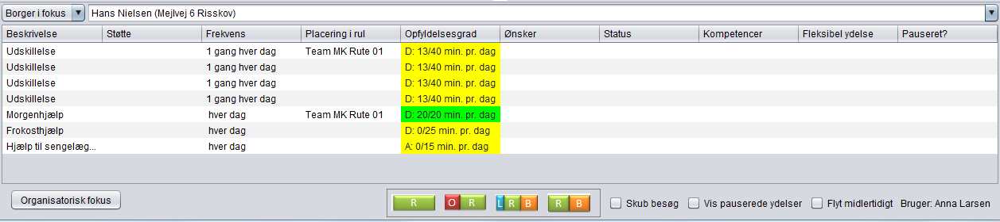 Borger i fokus Hans Nielsen (Mejlvej 6 Risskov)
Beskrivelse Støtte Frekvens Placering i rul Opfyldelsesgrad Ønsker Status Kompetencer Fleksibel ydelse Pauseret?
Udskillelse 1 gang hver dag Team MK Rute 01 D: 13/40 min. pr. dag
Udskillelse 1 gang hver dag D: 13/40 min. pr. dag
Udskillelse 1 gang hver dag D: 13/40 min. pr. dag
Udskillelse 1 gang hver dag D: 13/40 min. pr. dag
Morgenhjælp hver dag Team MK Rute 01 D: 20/20 min. pr. dag
Frokosthjælp hver dag D: 0/25 min. pr. dag
Hjælp til sengelæg... hver dag A: 0/15 min. pr. dag
Organisatorisk fokus R O R L R B R B Skub besøg Vis pauserede ydelser Flyt midlertidigt Bruger: Anna Larsen